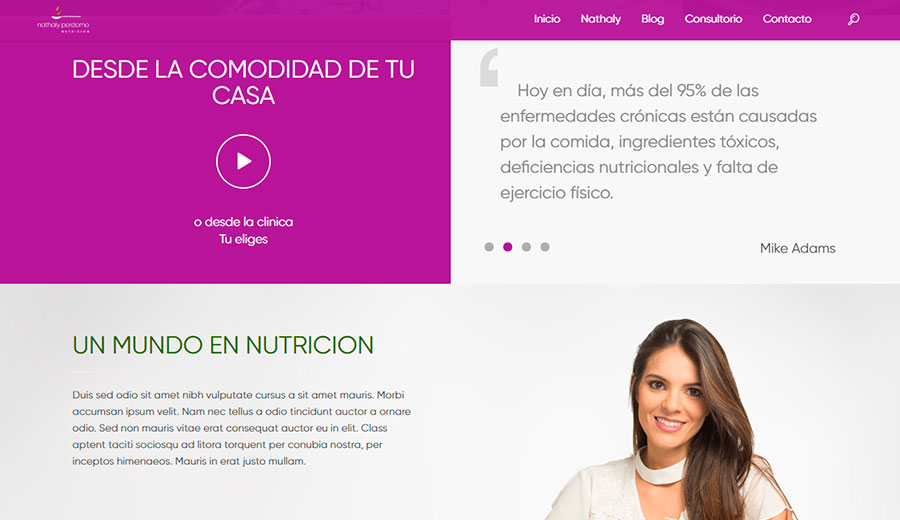 nathaly perdomo
NUTRITION
Inicio Nathaly Blog Consultorio Contacto
DESDE LA COMODIDAD DE TU
CASA
o desde la clinica
Tu eliges
Hoy en día, más del 95% de las
enfermedades crónicas están causadas
por la comida, ingredientes tóxicos,
deficiencias nutricionales y falta de
ejercicio físico.
Mike Adams
UN MUNDO EN NUTRICION
Duis sed odio sit amet nibh vulputate cursus a sit amet mauris. Morbi
accumsan ipsum velit. Nam nec tellus a odio tincidunt auctor a ornare
odio. Sed non mauris vitae erat consequat auctor eu in elit. Class
aptent taciti sociosqu ad litora torquent per conubia nostra, per
inceptos himenaeos. Mauris in erat justo mullam.